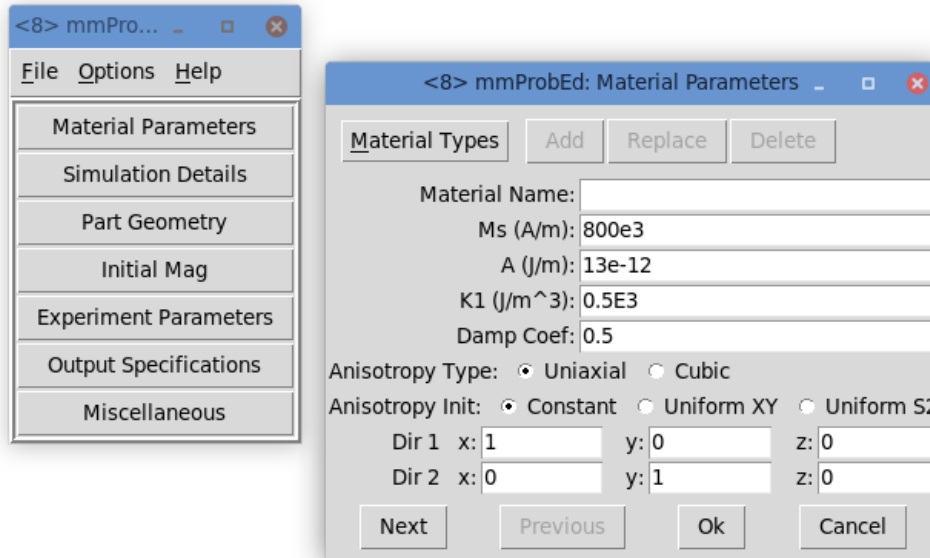 <8> mmPro...
File Options Help
Material Parameters
Simulation Details
Part Geometry
Initial Mag
Experiment Parameters
Output Specifications
Miscellaneous
<8> mmProbEd: Material Parameters
Material Types Add Replace Delete
Material Name:
Ms (A/m): 800e3
A (J/m): 13e-12
K1 (J/m^3): 0.5E3
Damp Coef: 0.5
Anisotropy Type: Uniaxial Cubic
Anisotropy Init: Constant Uniform XY Uniform S2
Dir 1 x: 1 y: 0 z: 0
Dir 2 x: 0 y: 1 z: 0
Next Previous Ok Cancel